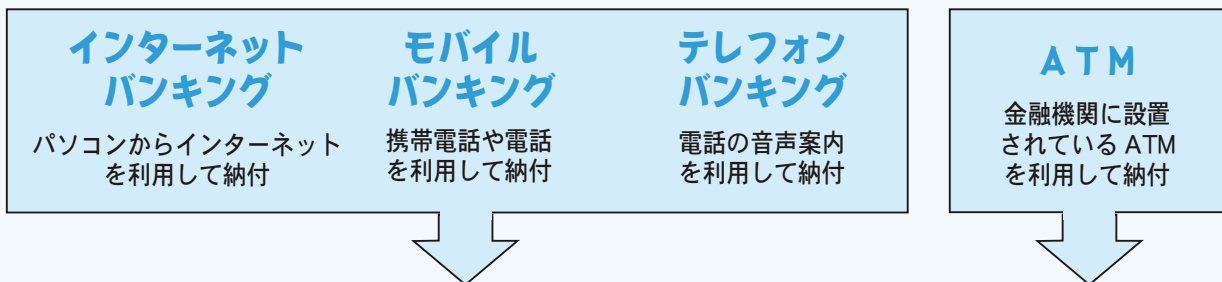 インターネット
バンキング
パソコンからインターネット
を利用して納付
モバイル
バンキング
携帯電話や電話
を利用して納付
テレフォン
バンキング
電話の音声案内
を利用して納付
ATM
金融機関に設置
されている ATM
を利用して納付